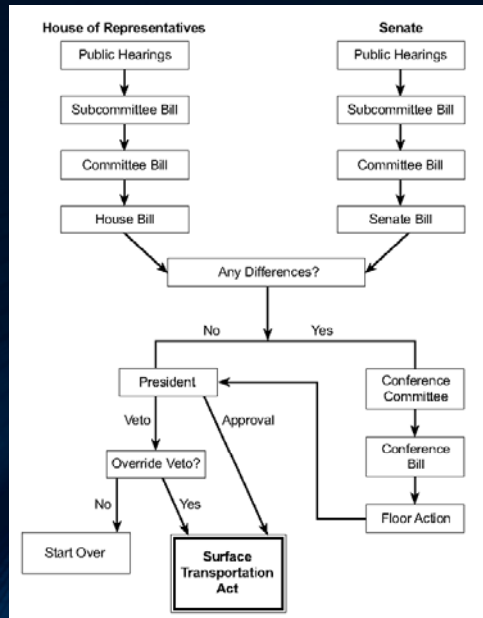 House of Representatives
Senate
Public Hearings
Public Hearings
Subcommittee Bill
Subcommittee Bill
Committee Bill
Committee Bill
House Bill
Senate Bill
Any Differences?
No
Yes
President
Conference
Committee
Veto
Approval
Override Veto?
Conference
Bill
No
Yes
Floor Action
Start Over
Surface
Transportation
Act